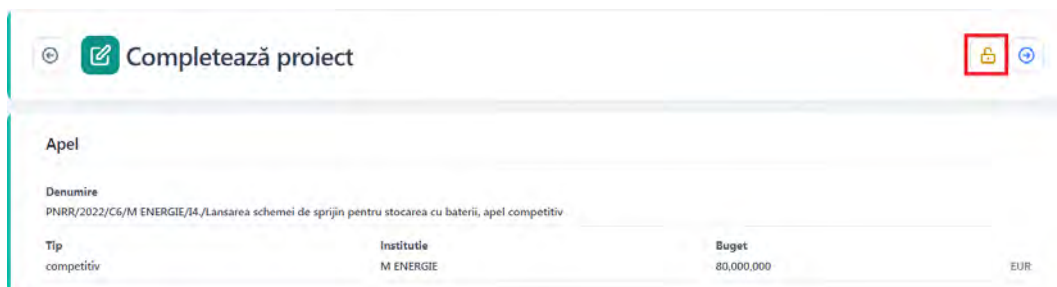 Completează proiect
Apel
Denumire
PNRR/2022/C6/M ENERGIE/I4./Lansarea schemei de sprijin pentru stocarea cu baterii, apel competitiv
Tip Institutie Buget
competitiv M ENERGIE 80,000,000 EUR